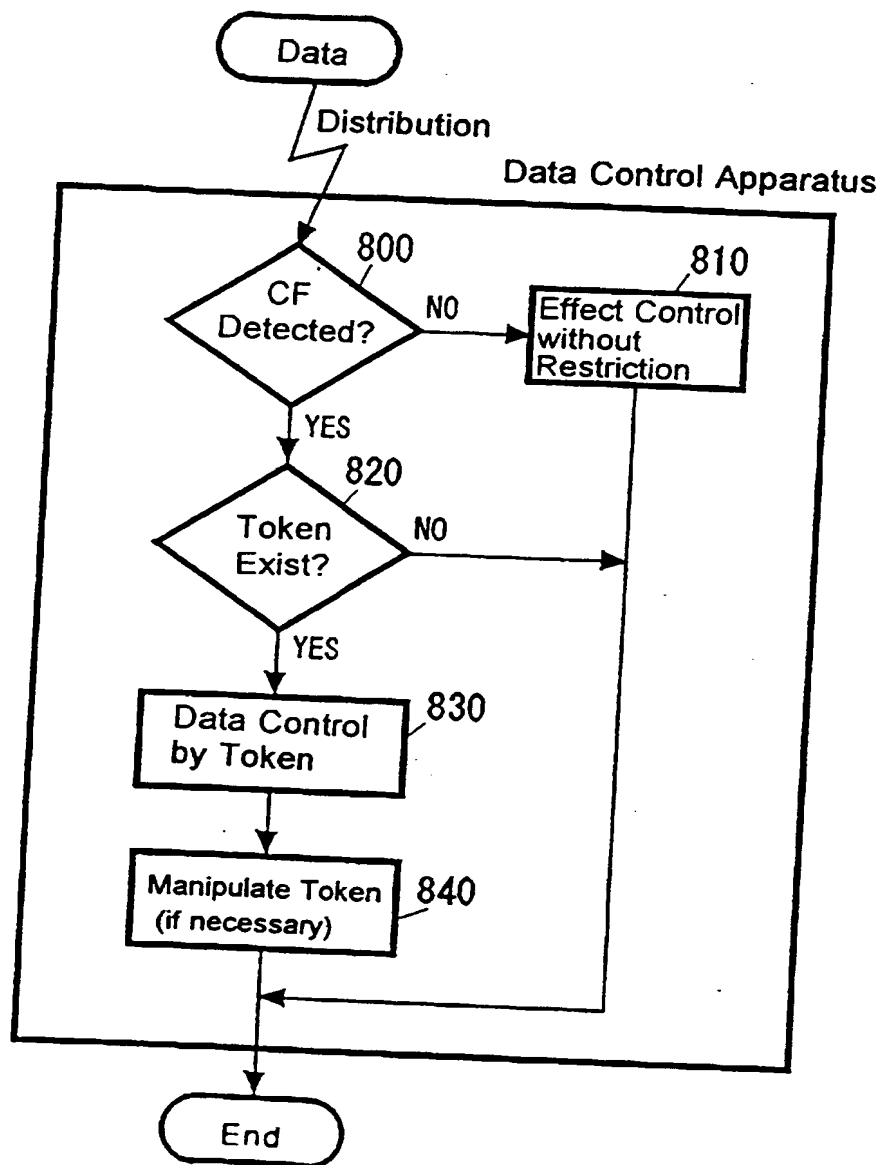 Data
Distribution
Data Control Apparatus
800
CF
Detected?
NO
810
Effect Control
without
Restriction
YES
820
Token
Exist?
NO
YES
830
Data Control
by Token
840
Manipulate Token
(if necessary)
End